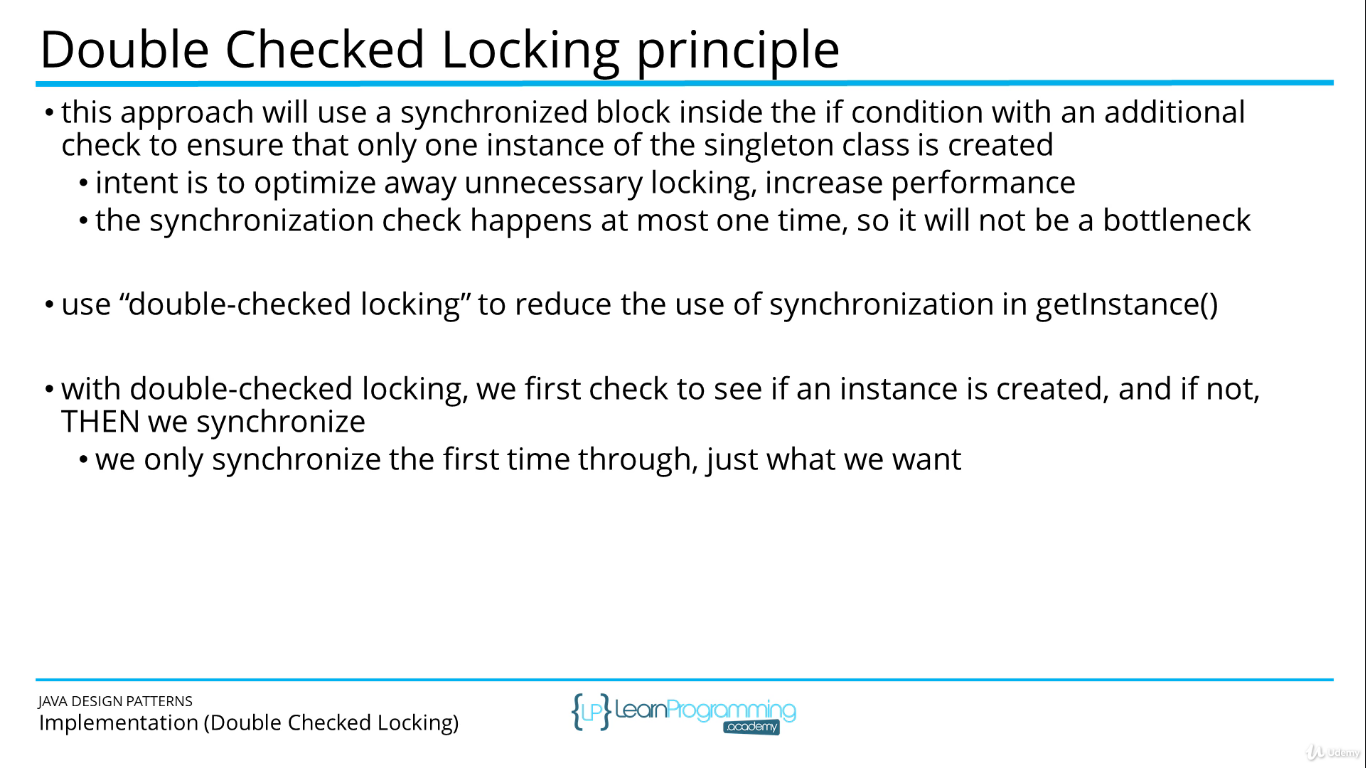 Double Checked Locking principle
• this approach will use a synchronized block inside the if condition with an additional
check to ensure that only one instance of the singleton class is created
• intent is to optimize away unnecessary locking, increase performance
• the synchronization check happens at most one time, so it will not be a bottleneck
• use “double-checked locking” to reduce the use of synchronization in getInstance()
• with double-checked locking, we first check to see if an instance is created, and if not,
THEN we synchronize
• we only synchronize the first time through, just what we want
JAVA DESIGN PATTERNS
Implementation (Double Checked Locking)
{LP} LearnProgramming
.academy
Udemy